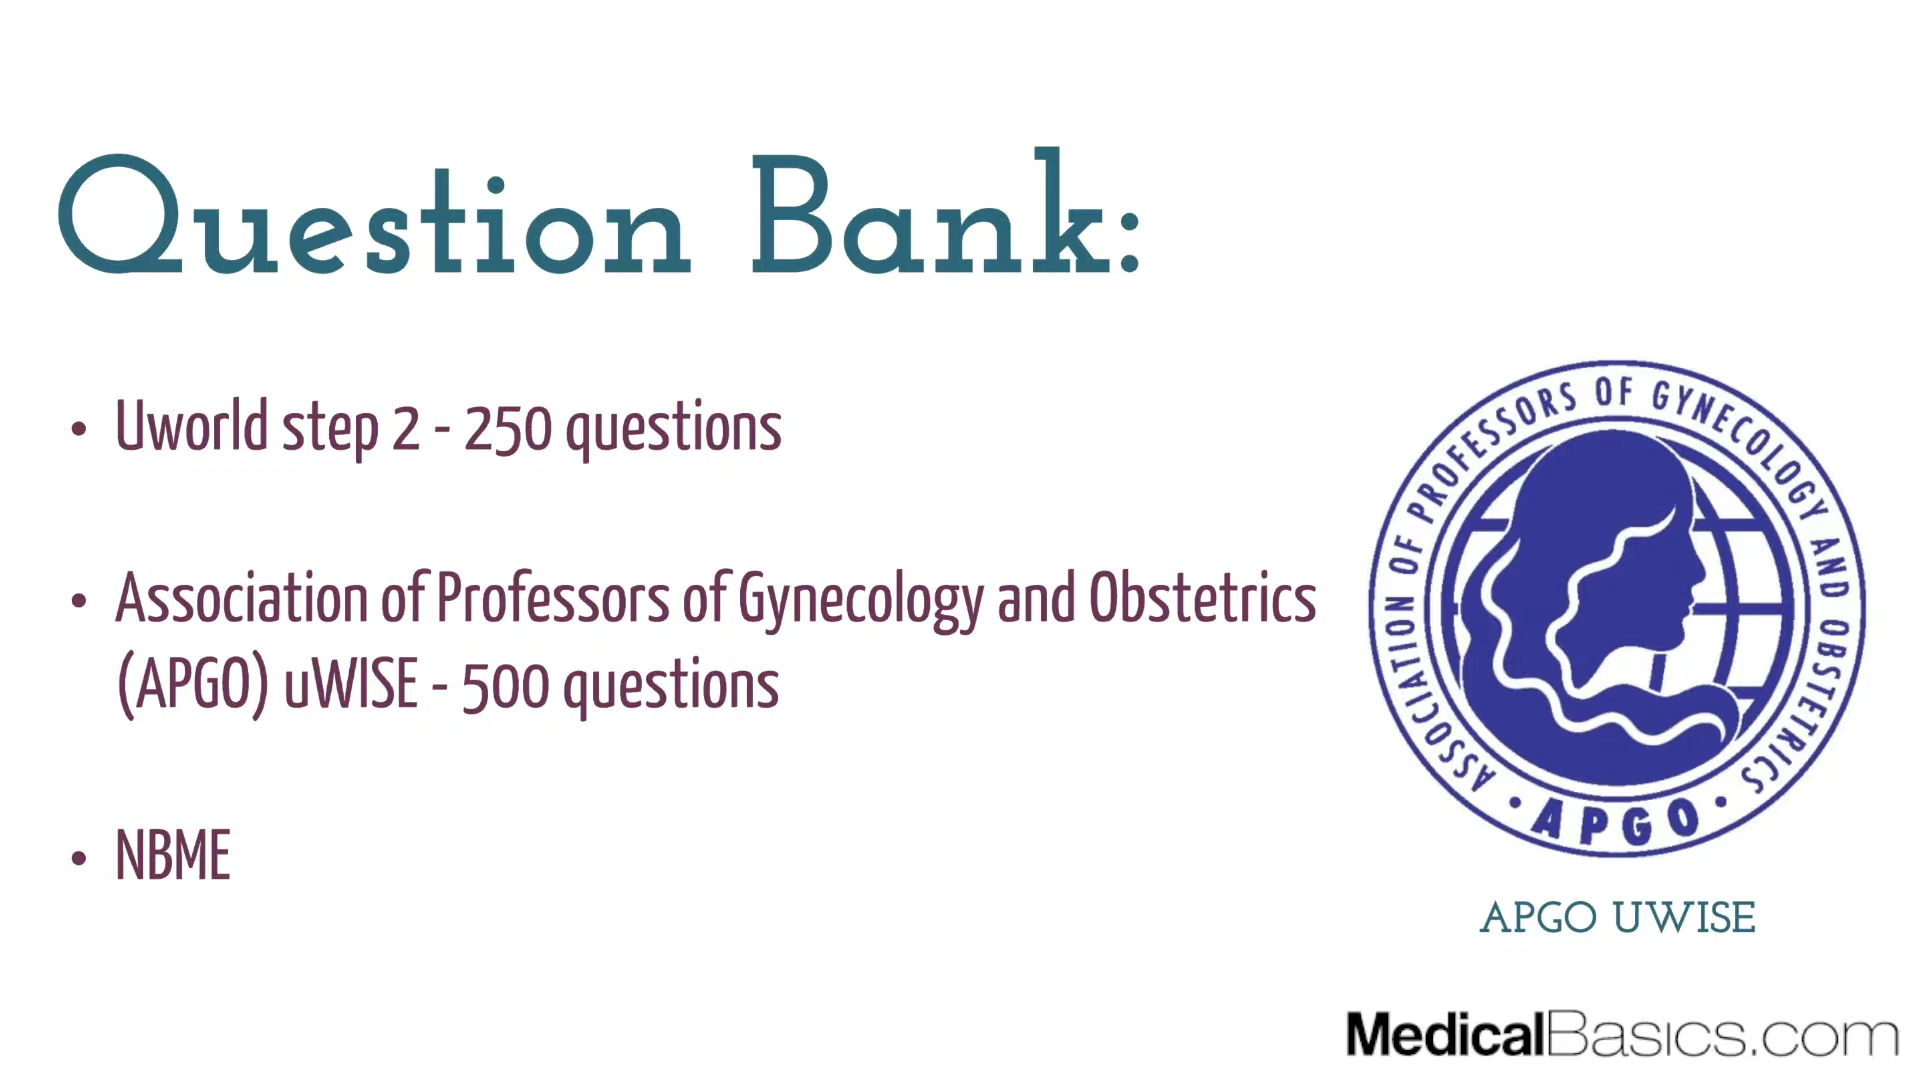 Question Bank:
• Uworld step 2 - 250 questions
• Association of Professors of Gynecology and Obstetrics
(APGO) uWISE - 500 questions
• NBME
ASSOCIATION OF PROFESSORS OF GYNECOLOGY AND OBSTETRICS
• APGO •
APGO UWISE
MedicalBasics.com